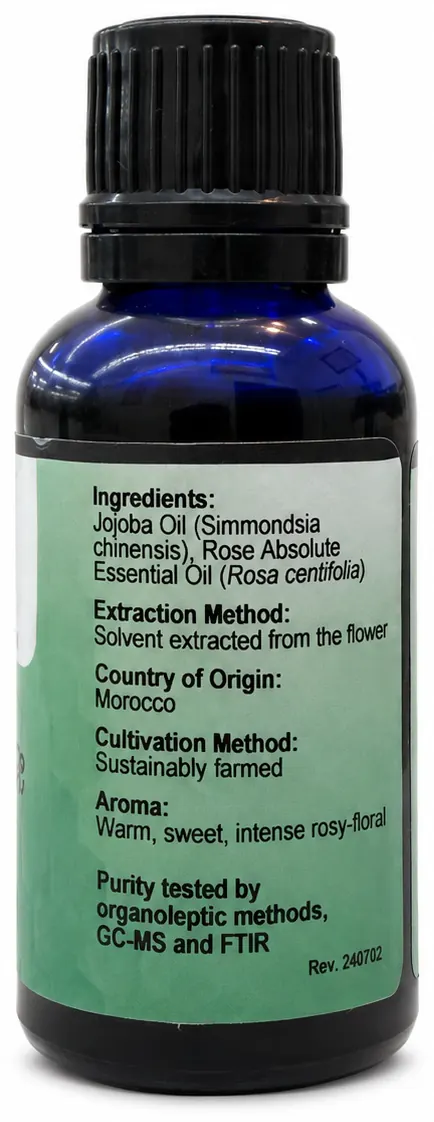 Ingredients:
Jojoba Oil (Simmondsia
chinensis), Rose Absolute
Essential Oil (Rosa centifolia)
Extraction Method:
Solvent extracted from the flower
Country of Origin:
Morocco
Cultivation Method:
Sustainably farmed
Aroma:
Warm, sweet, intense rosy-floral
Purity tested by
organoleptic methods,
GC-MS and FTIR
Rev. 240702